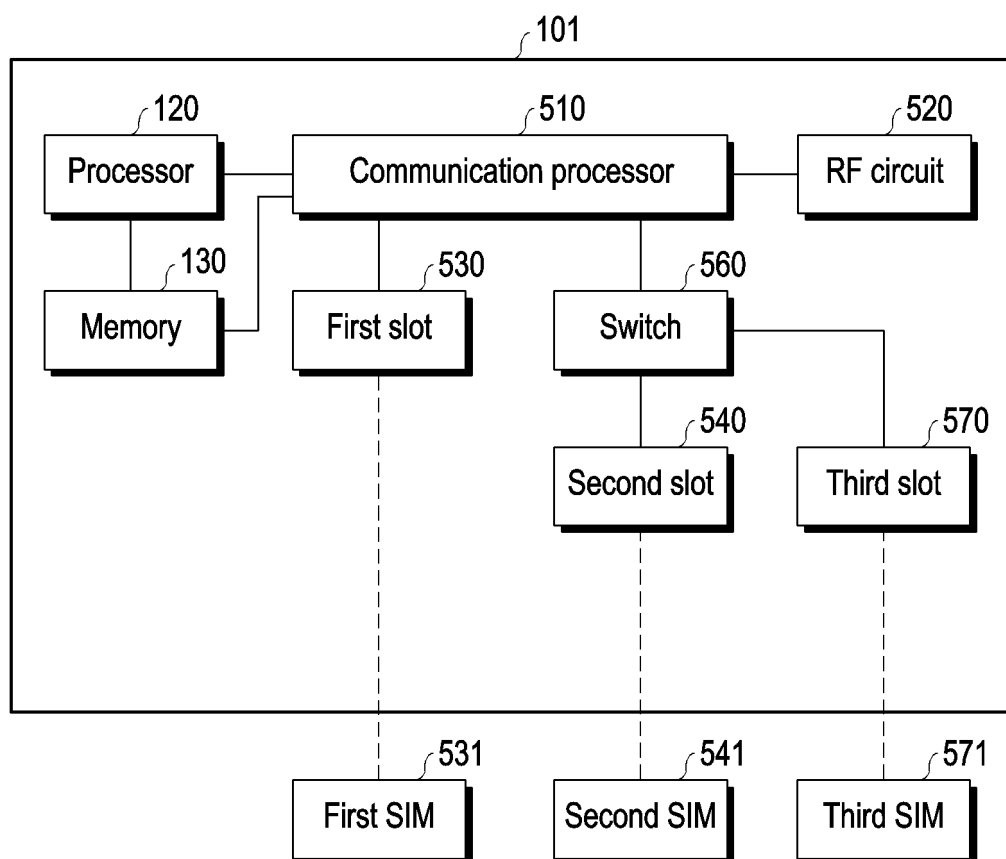 101
120
510
520
Processor
Communication processor
RF circuit
130
530
560
Memory
First slot
Switch
540
570
Second slot
Third slot
531
541
571
First SIM
Second SIM
Third SIM